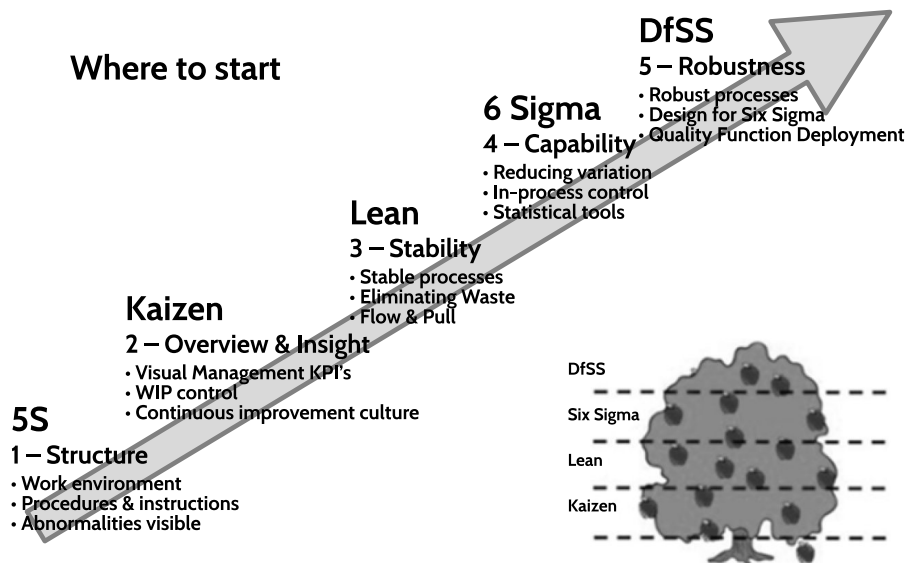 Where to start
5S
1 – Structure
• Work environment
• Procedures & instructions
• Abnormalities visible
Kaizen
2 – Overview & Insight
• Visual Management KPI's
• WIP control
• Continuous improvement culture
Lean
3 – Stability
• Stable processes
• Eliminating Waste
• Flow & Pull
6 Sigma
4 – Capability
• Reducing variation
• In-process control
• Statistical tools
DfSS
5 – Robustness
• Robust processes
• Design for Six Sigma
• Quality Function Deployment
DfSS
Six Sigma
Lean
Kaizen